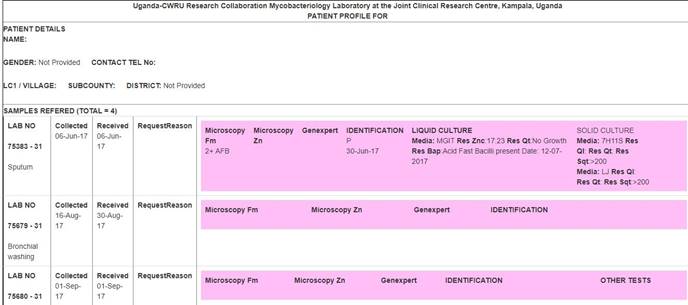 Uganda-CWRU Research Collaboration Mycobacteriology Laboratory at the Joint Clinical Research Centre, Kampala, Uganda
PATIENT PROFILE FOR
PATIENT DETAILS
NAME:
GENDER: Not Provided CONTACT TEL No:
LC1 / VILLAGE: SUBCOUNTY: DISTRICT: Not Provided
SAMPLES REFERED (TOTAL = 4)
LAB NO
75383 - 31
Sputum
Collected
06-Jun-17
Received
06-Jun-
17
RequestReason
Microscopy
Fm
2+ AFB
Microscopy
Zn
Genexpert
IDENTIFICATION
P
30-Jun-17
LIQUID CULTURE
Media: MGIT Res Znc:17.23 Res Qt:No Growth
Res Bap:Acid Fast Bacilli present Date: 12-07-
2017
SOLID CULTURE
Media: 7H11S Res
Ql: Res Qt: Res
Sqt:>200
Media: LJ Res Ql:
Res Qt: Res Sqt:>200
LAB NO
75679 - 31
Bronchial
washing
Collected
16-Aug-
17
Received
30-Aug-
17
RequestReason
Microscopy Fm
Microscopy Zn
Genexpert
IDENTIFICATION
LAB NO
75680 - 31
Collected
01-Sep-
17
Received
01-Sep-
17
RequestReason
Microscopy Fm
Microscopy Zn
Genexpert
IDENTIFICATION
OTHER TESTS